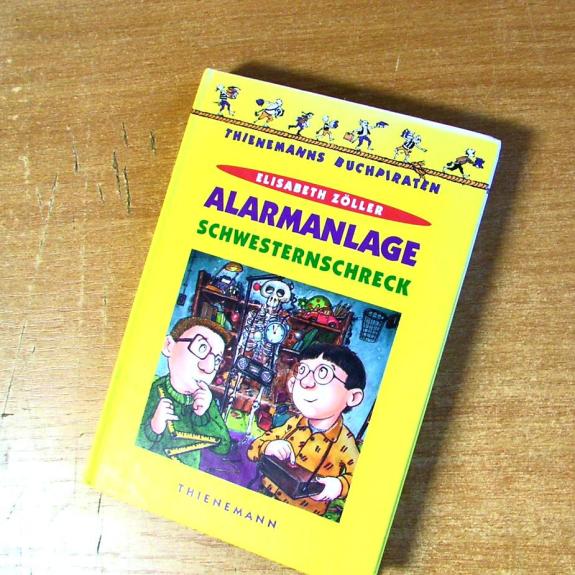 THIENEMANNS BUCHPIRATEN
ELISABETH ZÖLLER
ALARMANLAGE
SCHWESTERNSCHRECK
THIENEMANN